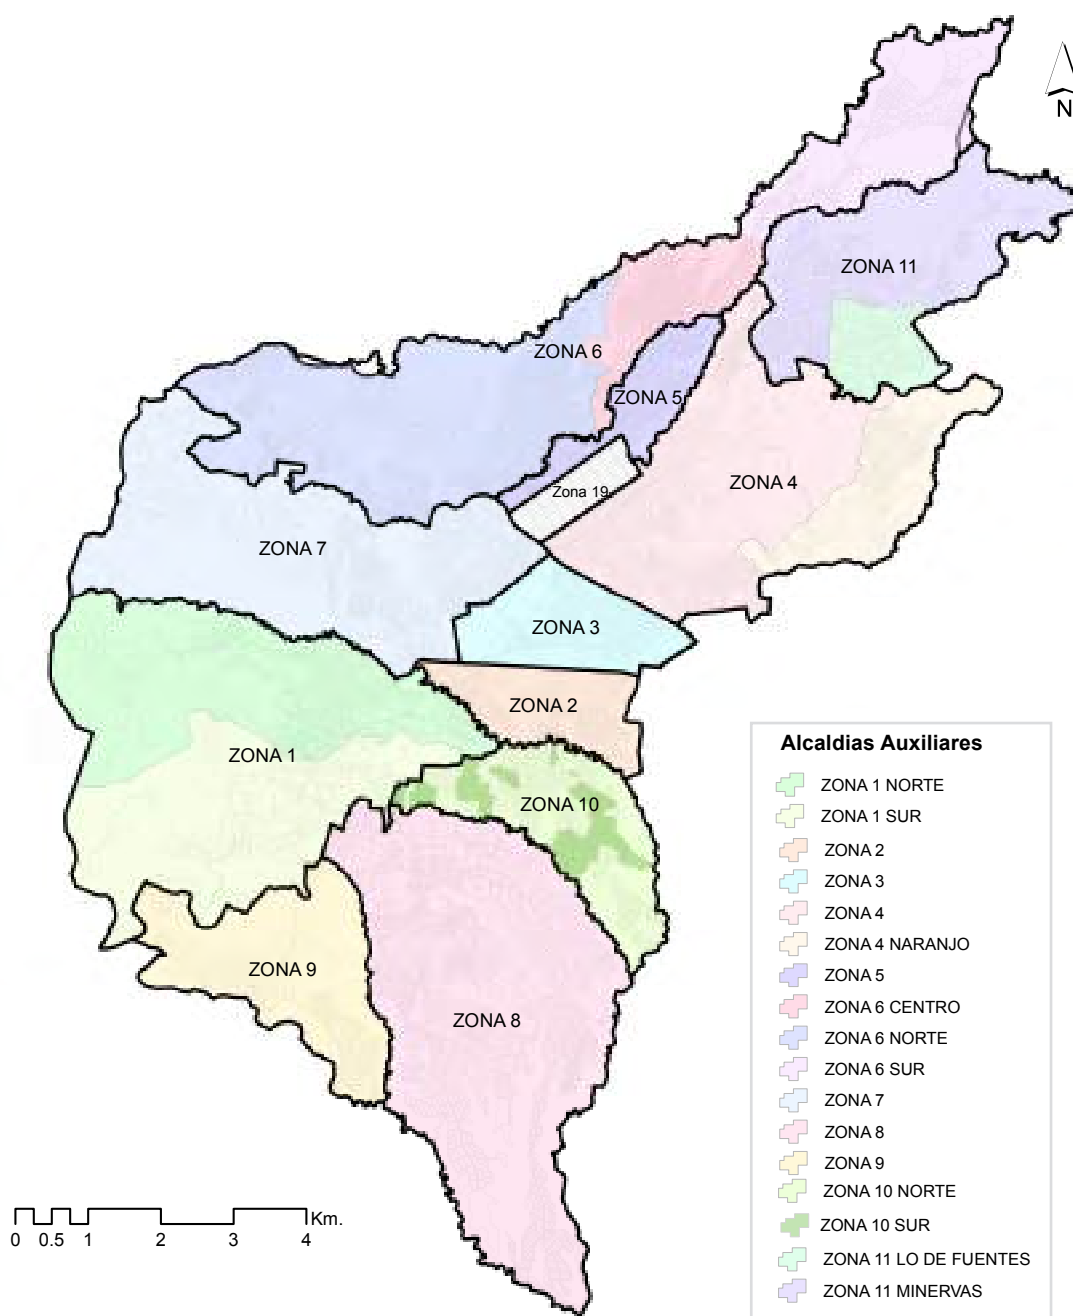 N
ZONA 11
ZONA 6
ZONA 5
ZONA 4
Zona 19
ZONA 7
ZONA 3
ZONA 2
ZONA 1
ZONA 10
ZONA 9
ZONA 8
Alcaldias Auxiliares
ZONA 1 NORTE
ZONA 1 SUR
ZONA 2
ZONA 3
ZONA 4
ZONA 4 NARANJO
ZONA 5
ZONA 6 CENTRO
ZONA 6 NORTE
ZONA 6 SUR
ZONA 7
ZONA 8
ZONA 9
ZONA 10 NORTE
ZONA 10 SUR
ZONA 11 LO DE FUENTES
ZONA 11 MINERVAS
Km.
0 0.5 1 2 3 4